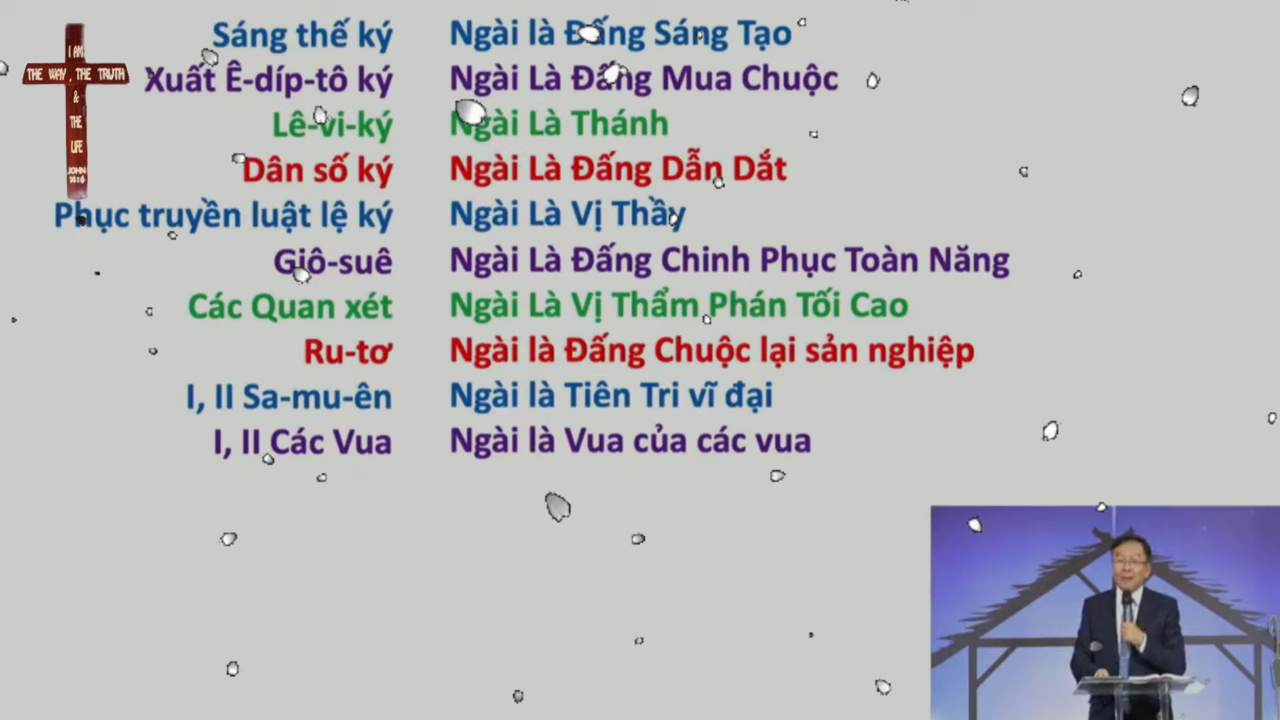 I AM
THE WAY, THE TRUTH
&
THE
LIFE
JOHN
14:6
Sáng thế ký Ngài là Đấng Sáng Tạo
Xuất Ê-díp-tô ký Ngài Là Đấng Mua Chuộc
Lê-vi-ký Ngài Là Thánh
Dân số ký Ngài Là Đấng Dẫn Dắt
Phục truyền luật lệ ký Ngài Là Vị Thầy
Giô-suê Ngài Là Đấng Chinh Phục Toàn Năng
Các Quan xét Ngài Là Vị Thẩm Phán Tối Cao
Ru-tơ Ngài là Đấng Chuộc lại sản nghiệp
I, II Sa-mu-ên Ngài là Tiên Tri vĩ đại
I, II Các Vua Ngài là Vua của các vua